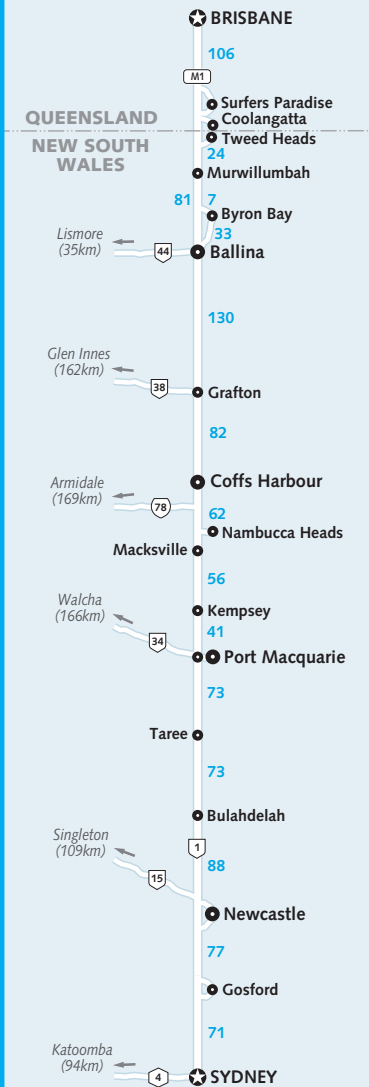 BRISBANE
106
M1
Surfers Paradise
QUEENSLAND
Coolangatta
NEW SOUTH
WALES
Tweed Heads
24
Murwillumbah
81
7
Byron Bay
33
Lismore
(35km)
44
Ballina
130
Glen Innes
(162km)
38
Grafton
82
Coffs Harbour
Armidale
(169km)
78
62
Nambucca Heads
Macksville
56
Walcha
(166km)
Kempsey
41
34
Port Macquarie
73
Taree
73
Bulahdelah
Singleton
(109km)
1
88
15
Newcastle
77
Gosford
71
Katoomba
(94km)
4
SYDNEY